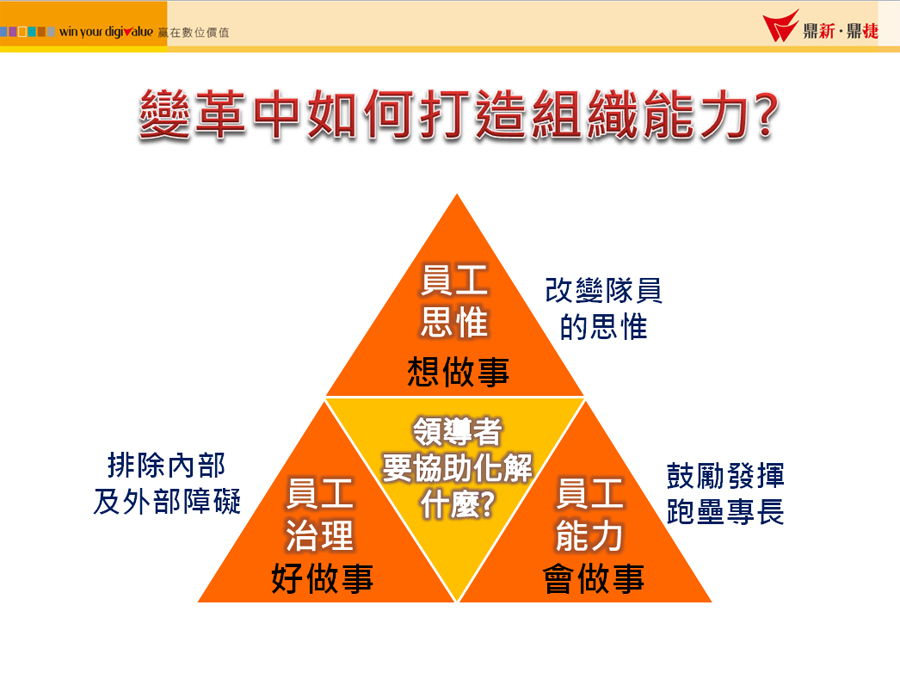 win your digivalue 贏在數位價值
鼎新・鼎捷
變革中如何打造組織能力?
員工
思惟
想做事
改變隊員
的思惟
領導者
要協助化解
什麼?
排除內部
及外部障礙
員工
治理
好做事
員工
能力
會做事
鼓勵發揮
跑壘專長